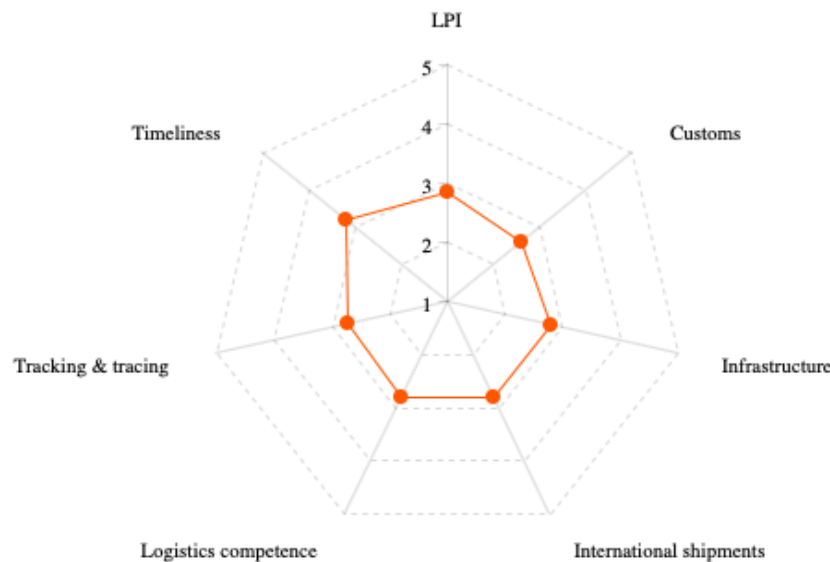 LPI
5
Timeliness
Customs
4
3
2
1
Tracking & tracing
Infrastructure
Logistics competence
International shipments